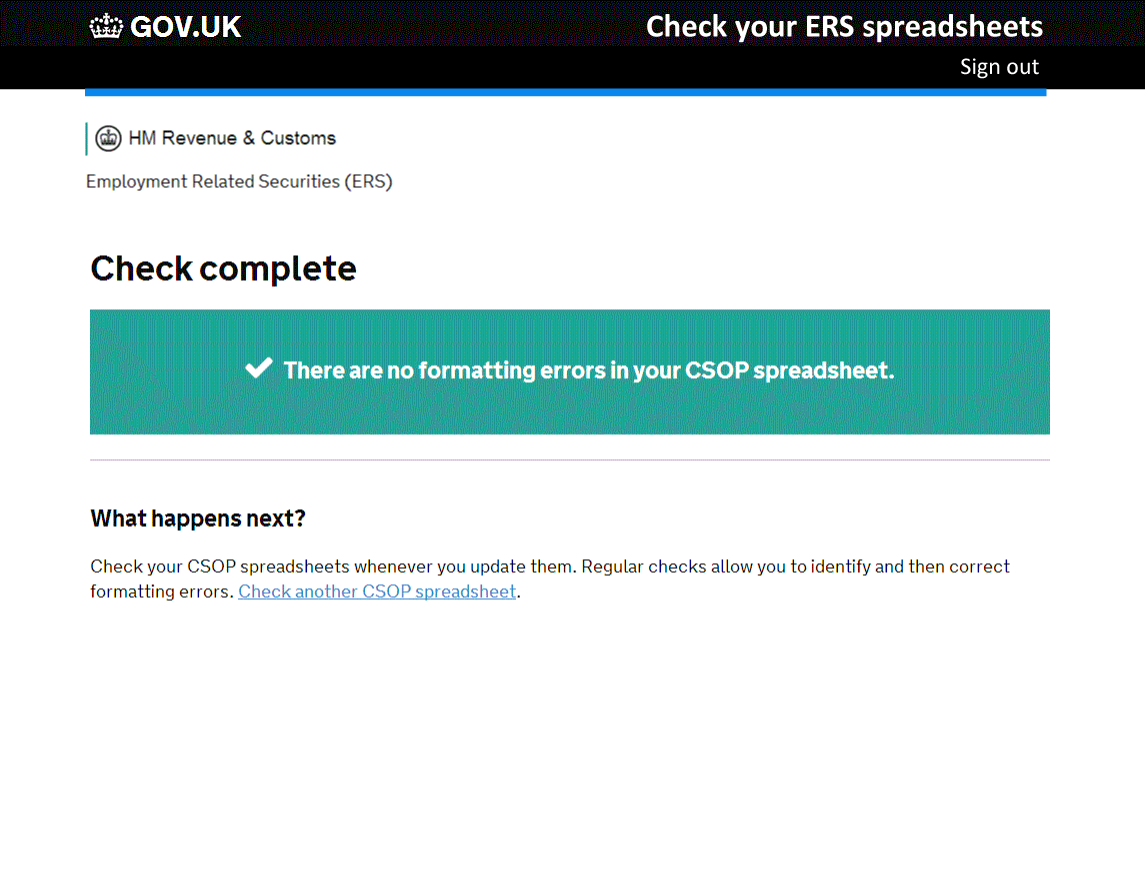 GOV.UK
Check your ERS spreadsheets
Sign out
HM Revenue & Customs
Employment Related Securities (ERS)
Check complete
There are no formatting errors in your CSOP spreadsheet.
What happens next?
Check your CSOP spreadsheets whenever you update them. Regular checks allow you to identify and then correct
formatting errors. Check another CSOP spreadsheet.